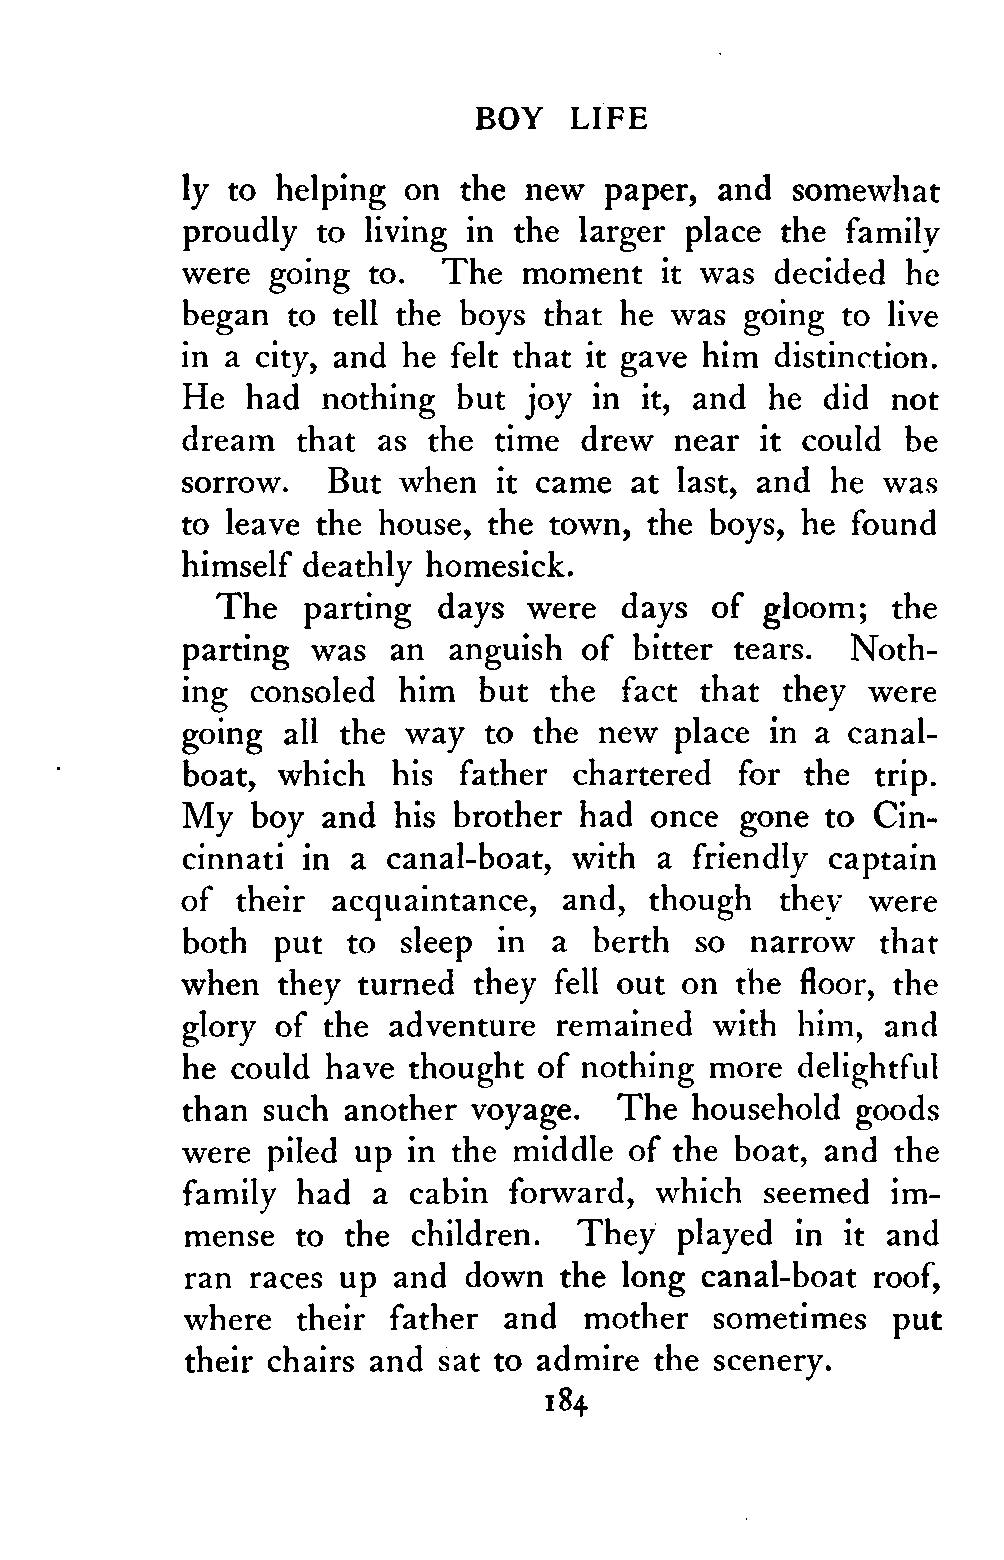 BOY LIFE
ly to helping on the new paper, and somewhat
proudly to living in the larger place the family
were going to. The moment it was decided he
began to tell the boys that he was going to live
in a city, and he felt that it gave him distinction.
He had nothing but joy in it, and he did not
dream that as the time drew near it could be
sorrow. But when it came at last, and he was
to leave the house, the town, the boys, he found
himself deathly homesick.
The parting days were days of gloom; the
parting was an anguish of bitter tears. Noth-
ing consoled him but the fact that they were
going all the way to the new place in a canal-
boat, which his father chartered for the trip.
My boy and his brother had once gone to Cin-
cinnati in a canal-boat, with a friendly captain
of their acquaintance, and, though they were
both put to sleep in a berth so narrow that
when they turned they fell out on the floor, the
glory of the adventure remained with him, and
he could have thought of nothing more delightful
than such another voyage. The household goods
were piled up in the middle of the boat, and the
family had a cabin forward, which seemed im-
mense to the children. They played in it and
ran races up and down the long canal-boat roof,
where their father and mother sometimes put
their chairs and sat to admire the scenery.
184